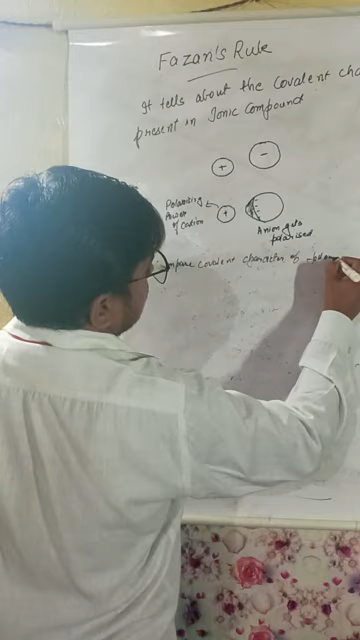 Fazan's Rule
It tells about the Covalent cha
present in Ionic Compound
+
-
Polarising
Power
of Cation
+
Anion gets
polarised
mpare covalent character of